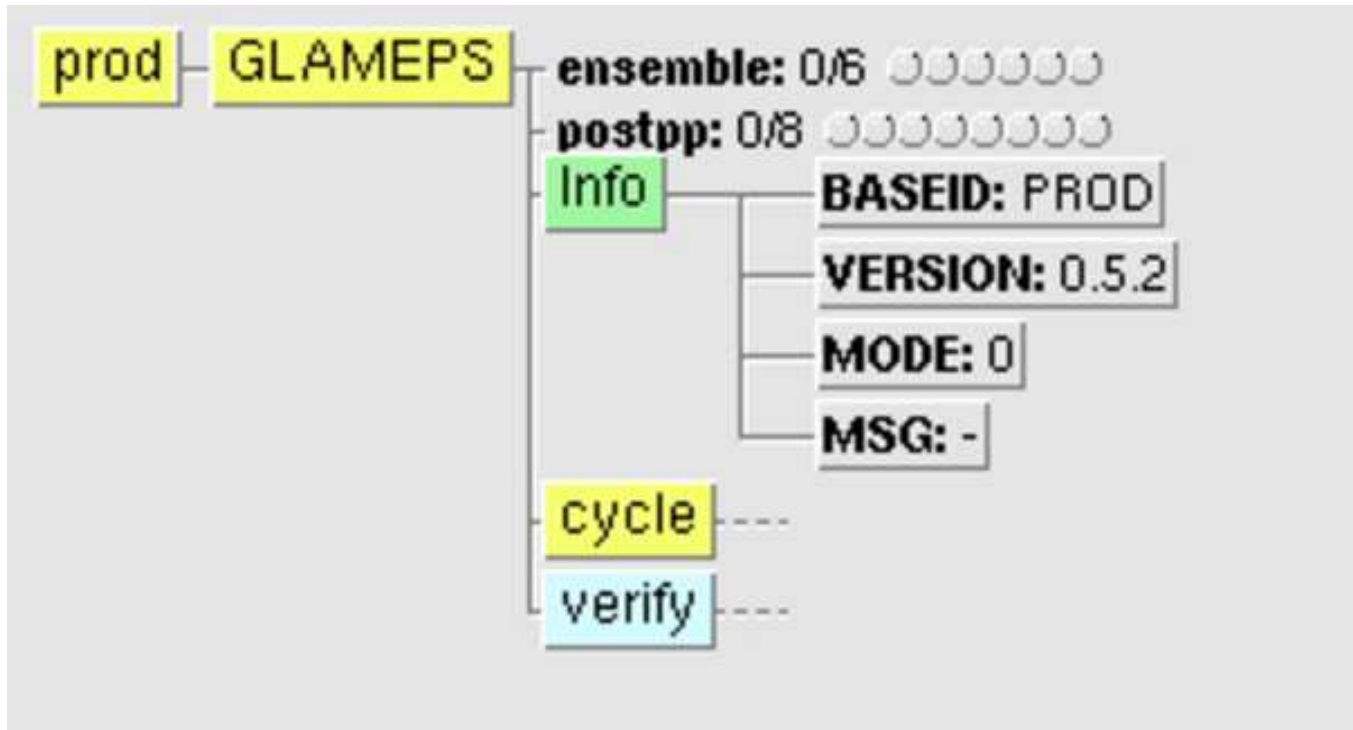 prod GLAMEPS ensemble: 0/6
postpp: 0/8
Info BASEID: PROD
VERSION: 0.5.2
MODE: 0
MSG: -
cycle
verify